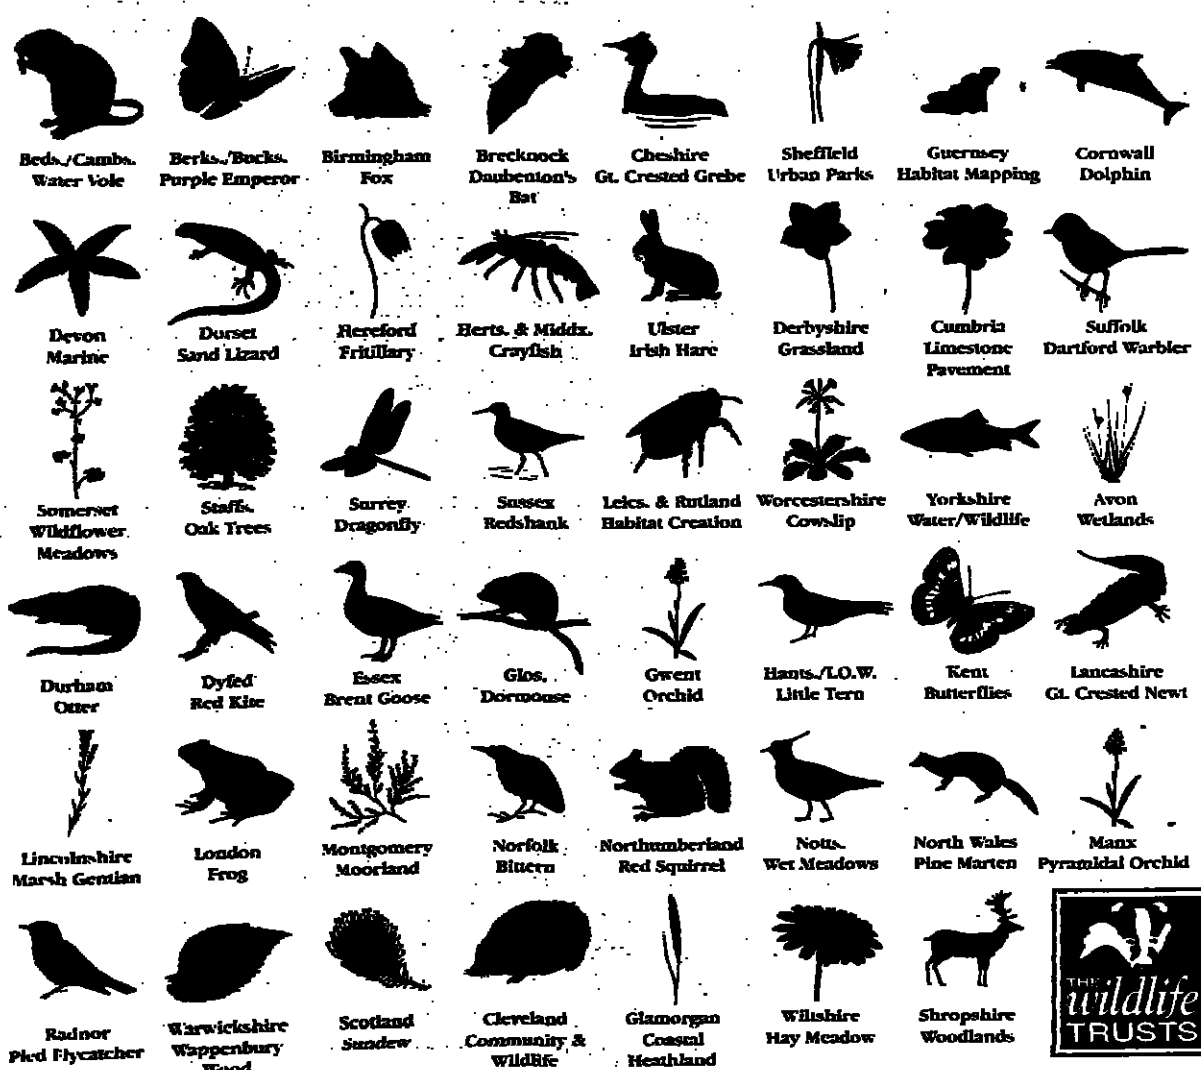 Beds./Cambs.
Water Vole
Berks./Bucks.
Purple Emperor
Birmingham
Fox
Brecknock
Daubenton's
Bat
Cheshire
Gt. Crested Grebe
Sheffield
Urban Parks
Guernsey
Habitat Mapping
Cornwall
Dolphin
Devon
Marine
Dorset
Sand Lizard
Hereford
Fritillary
Herts. & Middx.
Crayfish
Ulster
Irish Hare
Derbyshire
Grassland
Cumbria
Limestone
Pavement
Suffolk
Dartford Warbler
Somerset
Wildflower
Meadows
Staffs.
Oak Trees
Surrey
Dragonfly
Sussex
Redshank
Leics. & Rutland
Habitat Creation
Worcestershire
Cowslip
Yorkshire
Water/Wildlife
Avon
Wetlands
Durham
Otter
Dyfed
Red Kite
Essex
Brent Goose
Glos.
Dormouse
Gwent
Orchid
Hants./I.O.W.
Little Tern
Kent
Butterflies
Lancashire
Gt. Crested Newt
Lincolnshire
Marsh Gentian
London
Frog
Montgomery
Moorland
Norfolk
Bittern
Northumberland
Red Squirrel
Notts.
Wet Meadows
North Wales
Pine Marten
Manx
Pyramidal Orchid
Radnor
Pied Flycatcher
Warwickshire
Wappenbury
Wood
Scotland
Sundew
Cleveland
Community &
Wildlife
Glamorgan
Coastal
Heathland
Wiltshire
Hay Meadow
Shropshire
Woodlands
THE
wildlife
TRUSTS